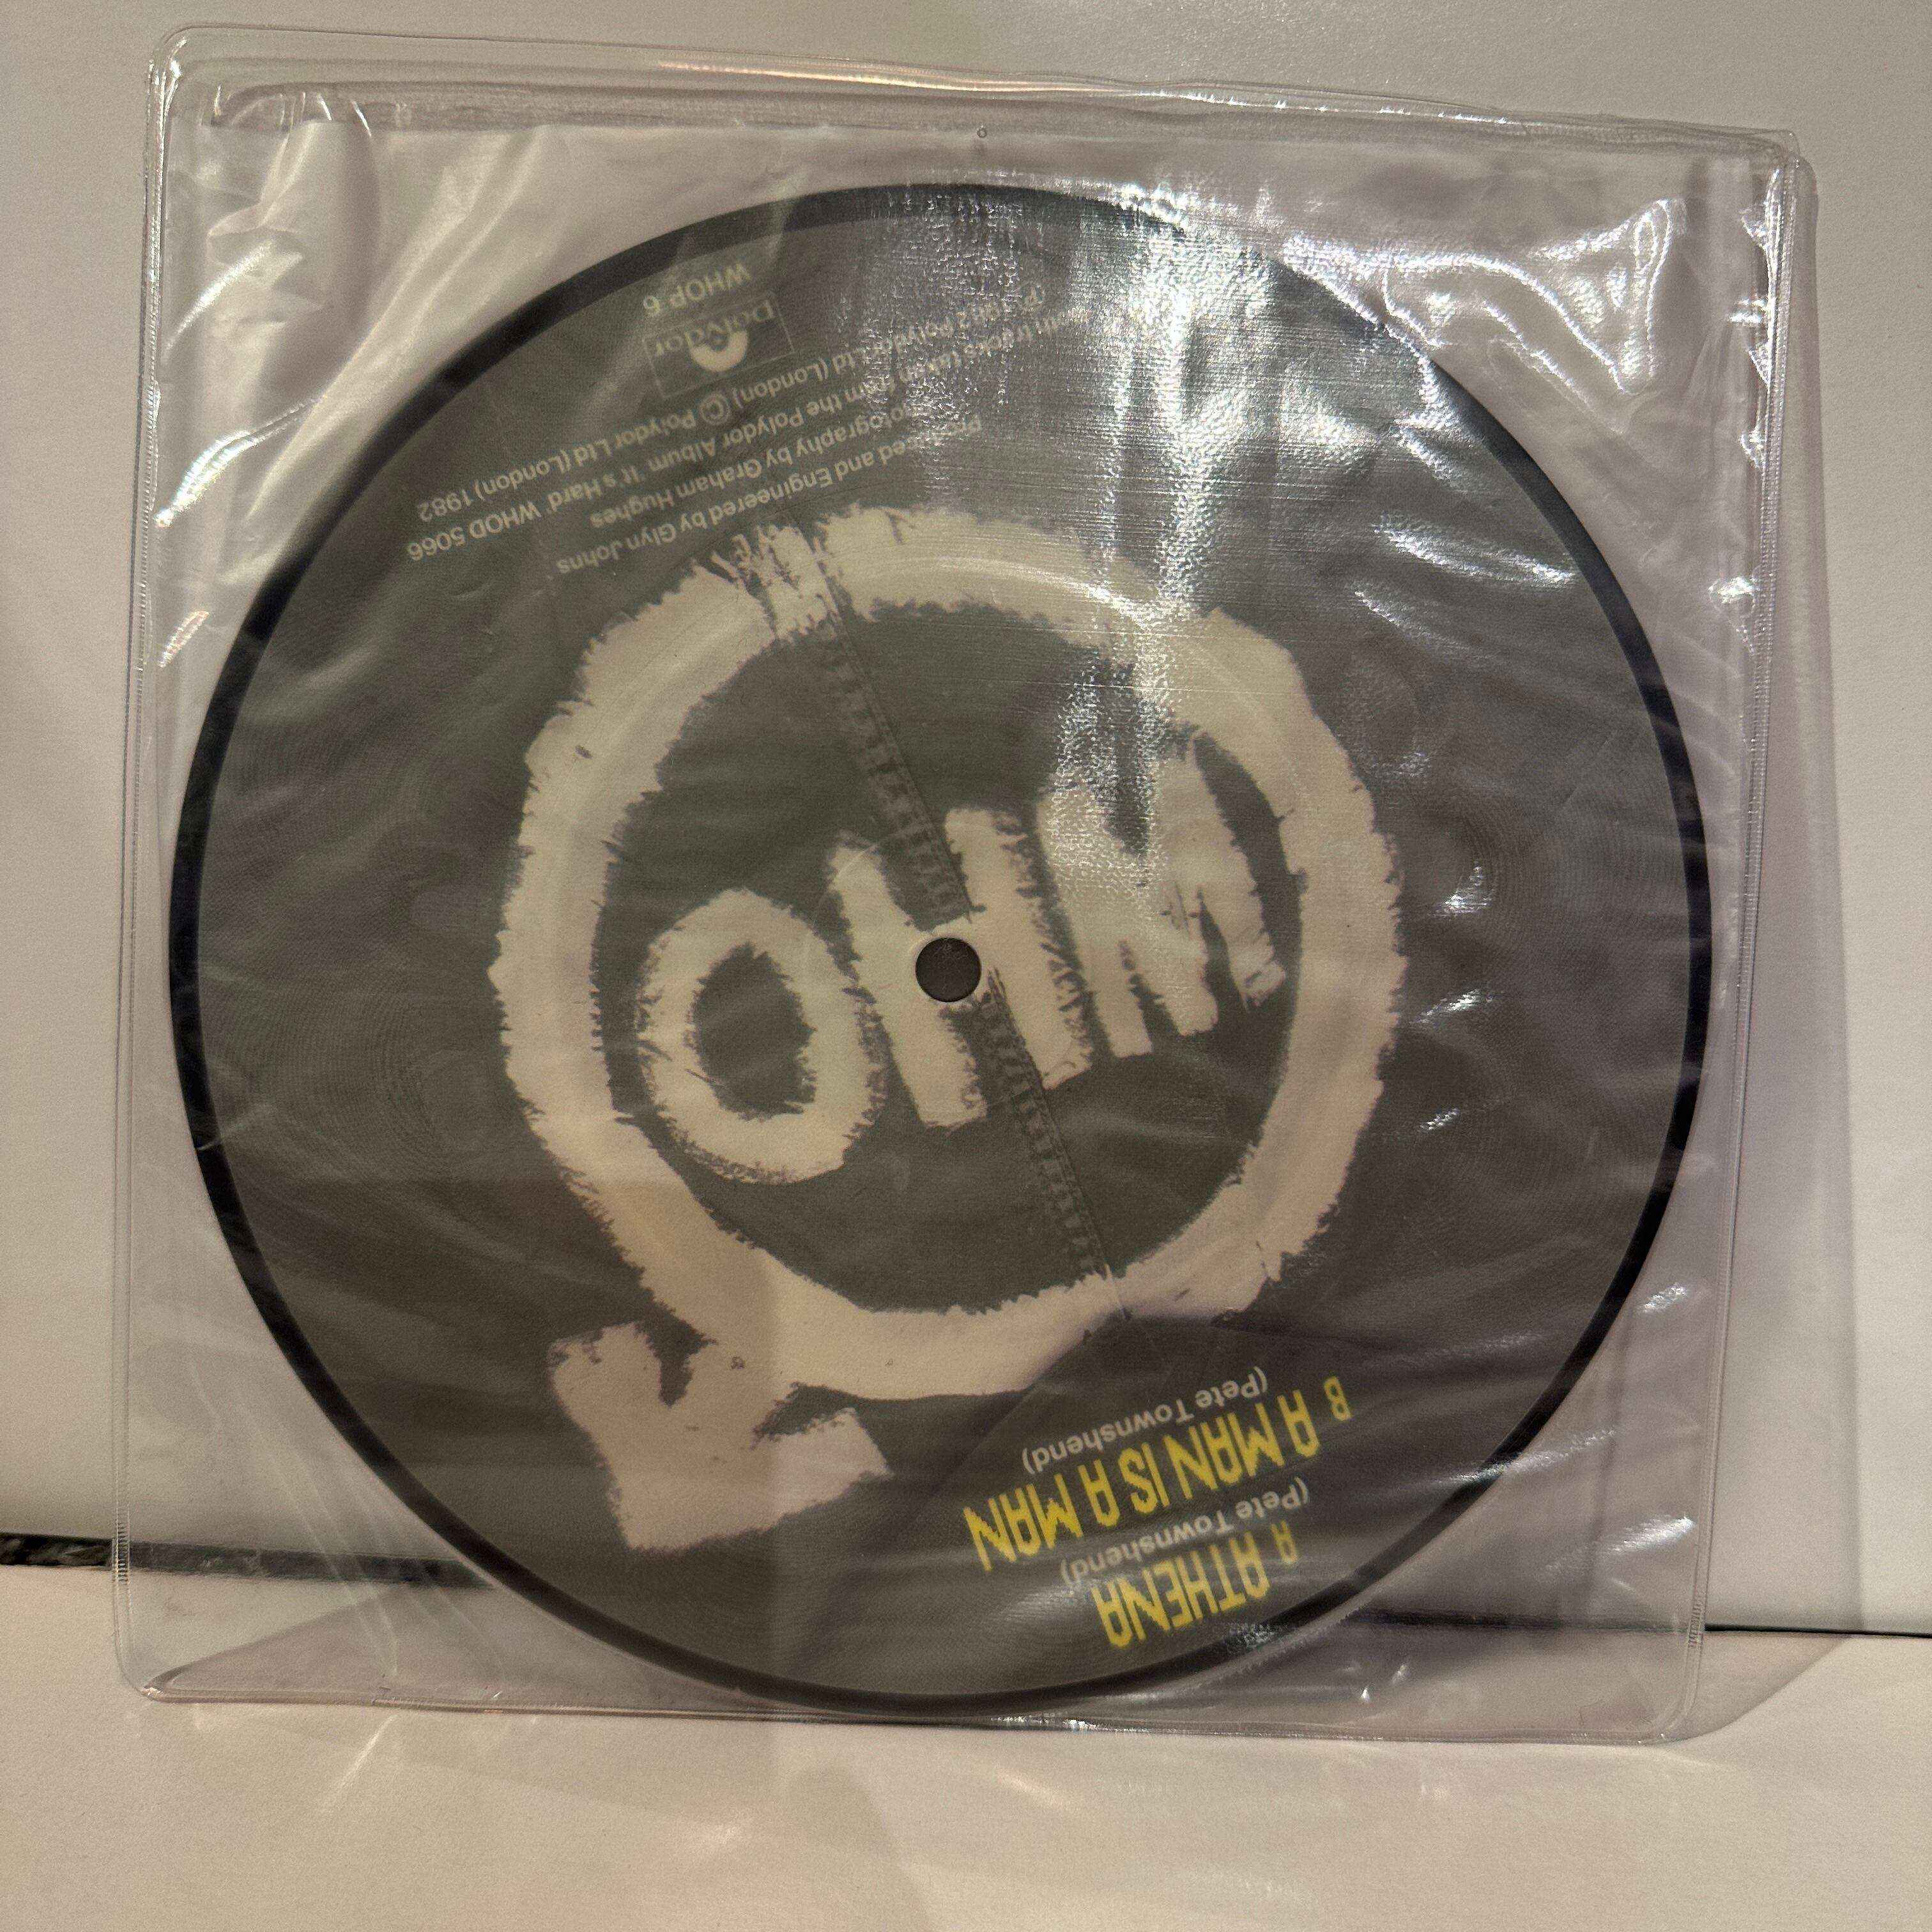 A ATHENA
(Pete Townshend)
B A MAN IS A MAN
(Pete Townshend)
WHO
Produced and Engineered by Glyn Johns
Photography by Graham Hughes
Both tracks taken from the Polydor Album 'It's Hard' WHOD 5066
℗ 1982 Polydor Ltd (London) © Polydor Ltd (London) 1982
polydor
WHOP 6